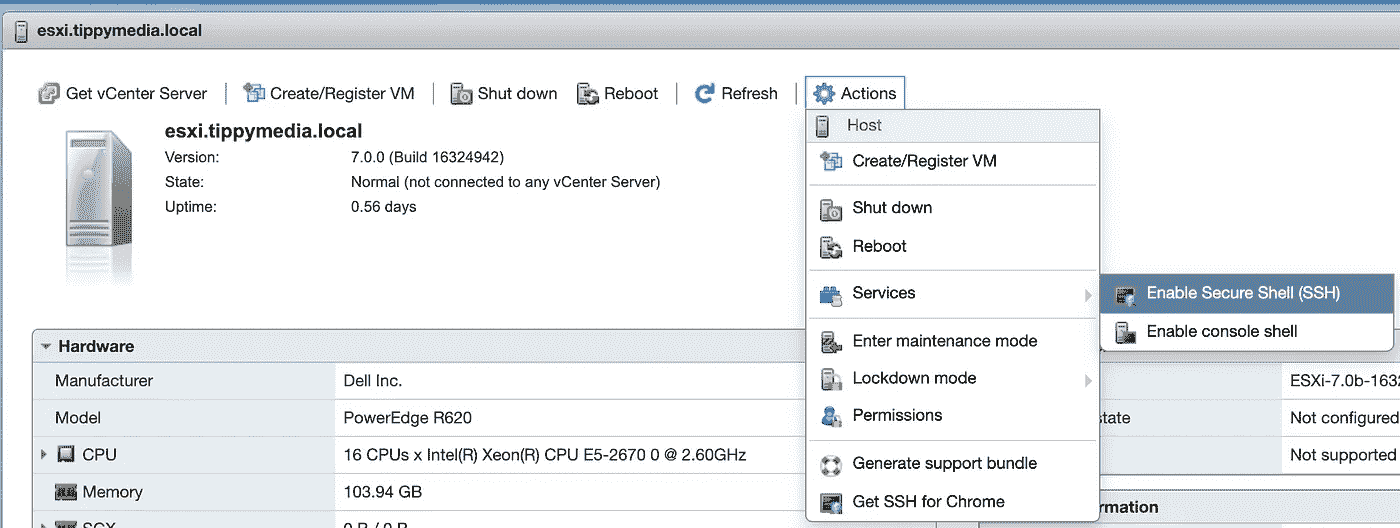 esxi.tippymedia.local
Get vCenter Server | Create/Register VM | Shut down Reboot | Refresh | Actions
esxi.tippymedia.local
Version: 7.0.0 (Build 16324942)
State: Normal (not connected to any vCenter Server)
Uptime: 0.56 days
Host
Create/Register VM
Shut down
Reboot
Services
Enable Secure Shell (SSH)
Enable console shell
Enter maintenance mode
Lockdown mode
Permissions
Generate support bundle
Get SSH for Chrome
Hardware
Manufacturer Dell Inc.
Model PowerEdge R620
CPU 16 CPUs x Intel(R) Xeon(R) CPU E5-2670 0 @ 2.60GHz
Memory 103.94 GB
ESXi-7.0b-163
state Not configured
Not supported
rmation